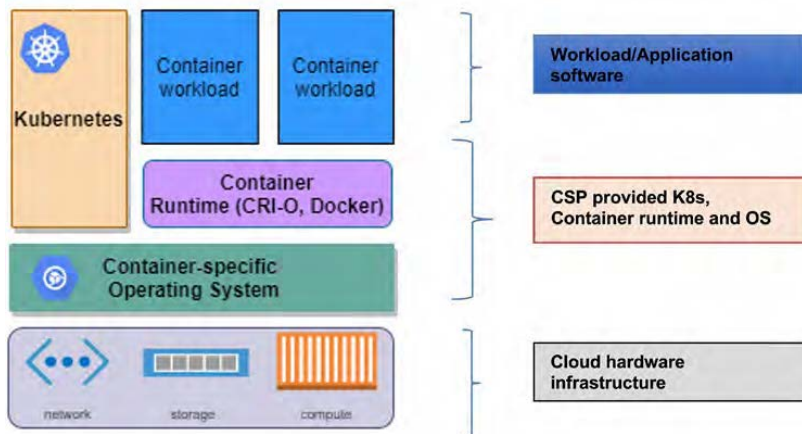 Kubernetes
Container
workload
Container
workload
Workload/Application
software
Container
Runtime (CRI-O, Docker)
CSP provided K8s,
Container runtime and OS
Container-specific
Operating System
network
storage
compute
Cloud hardware
infrastructure